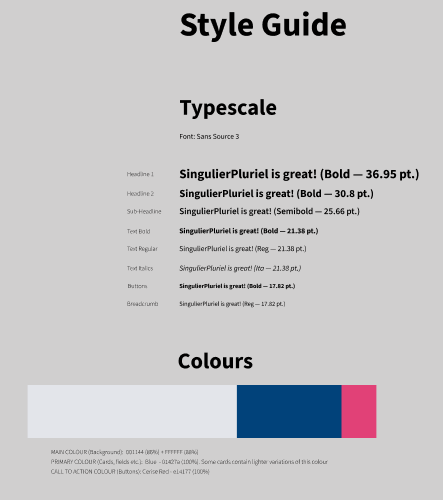 Style Guide
Typescale
Font: Sans Source 3
Headline 1 SingulierPluriel is great! (Bold — 36.95 pt.)
Headline 2 SingulierPluriel is great! (Bold — 30.8 pt.)
Sub-Headline SingulierPluriel is great! (Semibold — 25.66 pt.)
Text Bold SingulierPluriel is great! (Bold — 21.38 pt.)
Text Regular SingulierPluriel is great! (Reg — 21.38 pt.)
Text Italics SingulierPluriel is great! (Ita — 21.38 pt.)
Buttons SingulierPluriel is great! (Bold — 17.82 pt.)
Breadcrumb SingulierPluriel is great! (Reg — 17.82 pt.)
Colours
MAIN COLOUR (Background): 001144 (86%) + FFFFFF (88%)
PRIMARY COLOUR (Cards, fields etc.): Blue - 01427a (100%). Some cards contain lighter variations of this colour
CALL TO ACTION COLOUR (Buttons): Cerise Red - e14177 (100%)